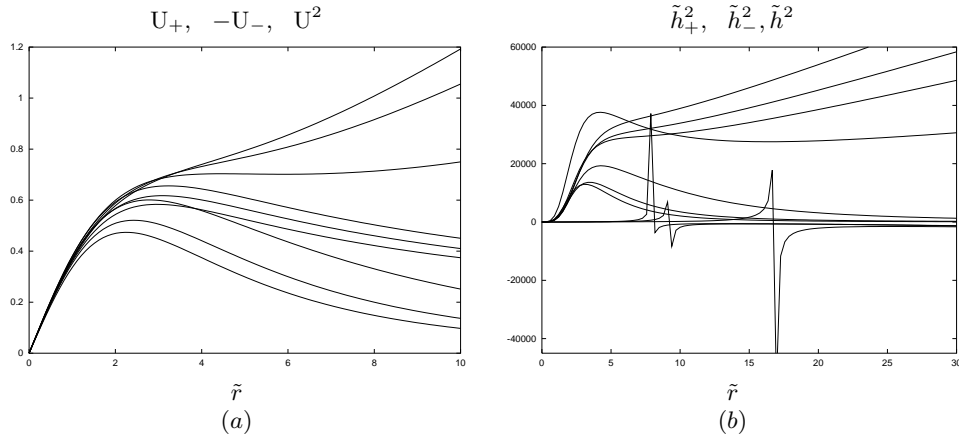 U₊, −U₋, U²
h̃₊², h̃₋², h̃²
1.2
1
0.8
0.6
0.4
0.2
0
0 2 4 6 8 10
60000
40000
20000
0
-20000
-40000
0 5 10 15 20 25 30
r̃
r̃
(a)
(b)